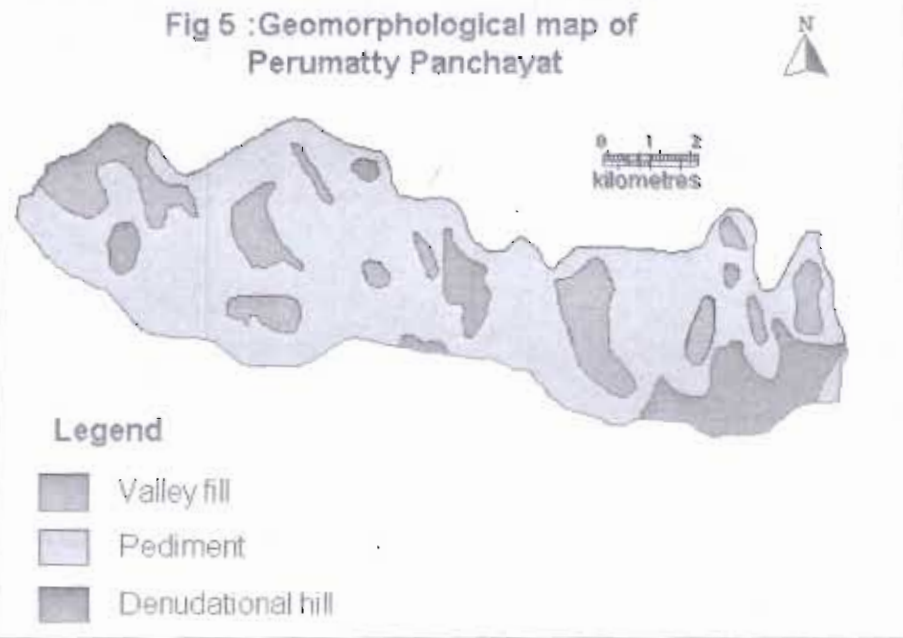 Fig 5 :Geomorphological map of
Perumatty Panchayat
N
0 1 2
kilometres
Legend
Valley fill
Pediment
Denudational hill